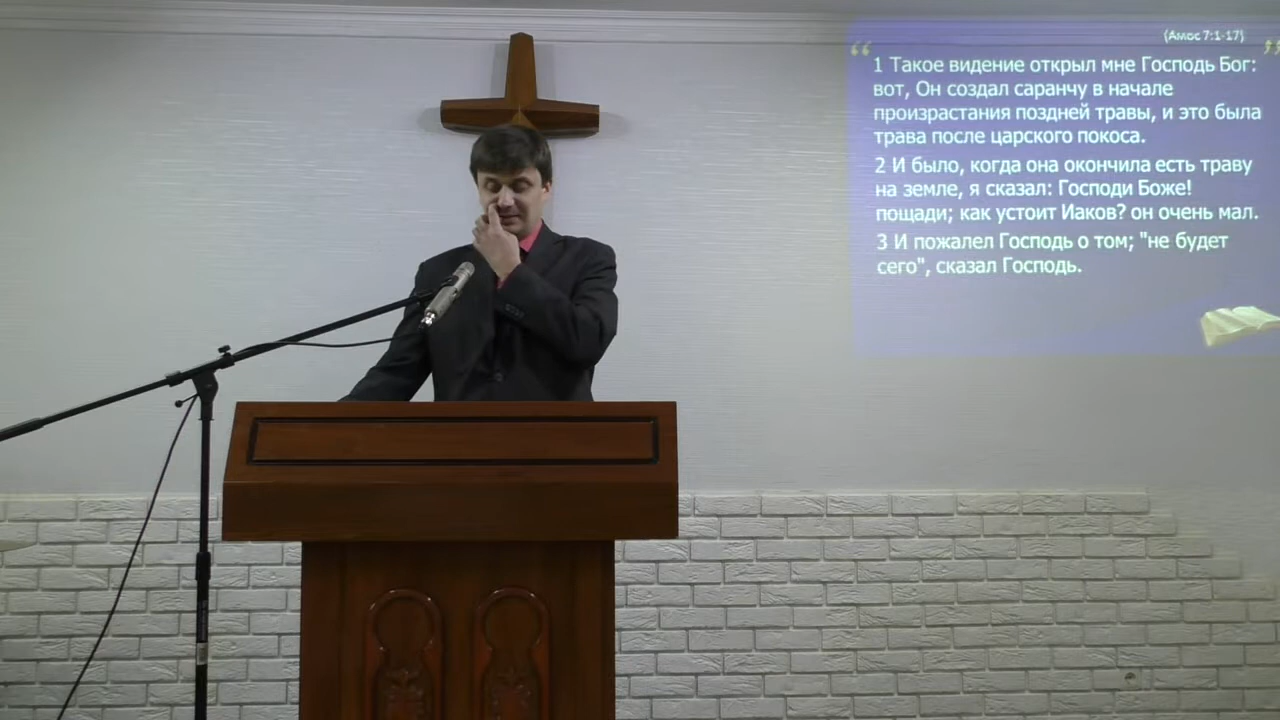 (Амос 7:1-17)
1 Такое видение открыл мне Господь Бог:
вот, Он создал саранчу в начале
произрастания поздней травы, и это была
трава после царского покоса.
2 И было, когда она окончила есть траву
на земле, я сказал: Господи Боже!
пощади; как устоит Иаков? он очень мал.
3 И пожалел Господь о том; "не будет
сего", сказал Господь.